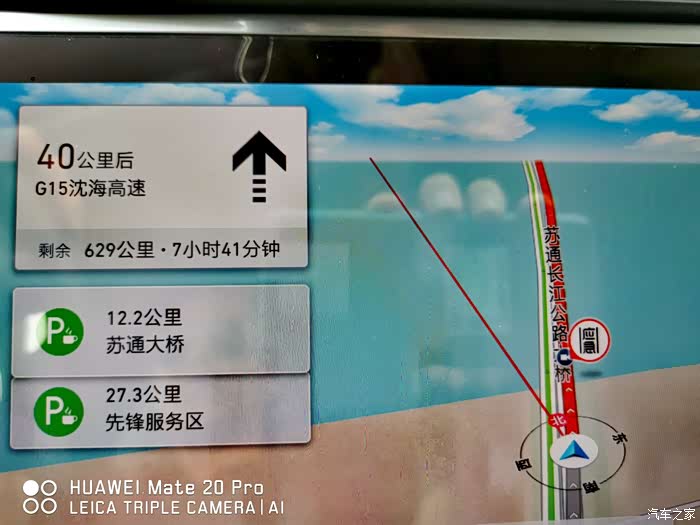 40公里后
G15沈海高速
剩余 629公里·7小时41分钟
P
12.2公里
苏通大桥
P
27.3公里
先锋服务区
苏通长江公路大桥
应急
北
东
西
南
HUAWEI Mate 20 Pro
LEICA TRIPLE CAMERA|AI
汽车之家